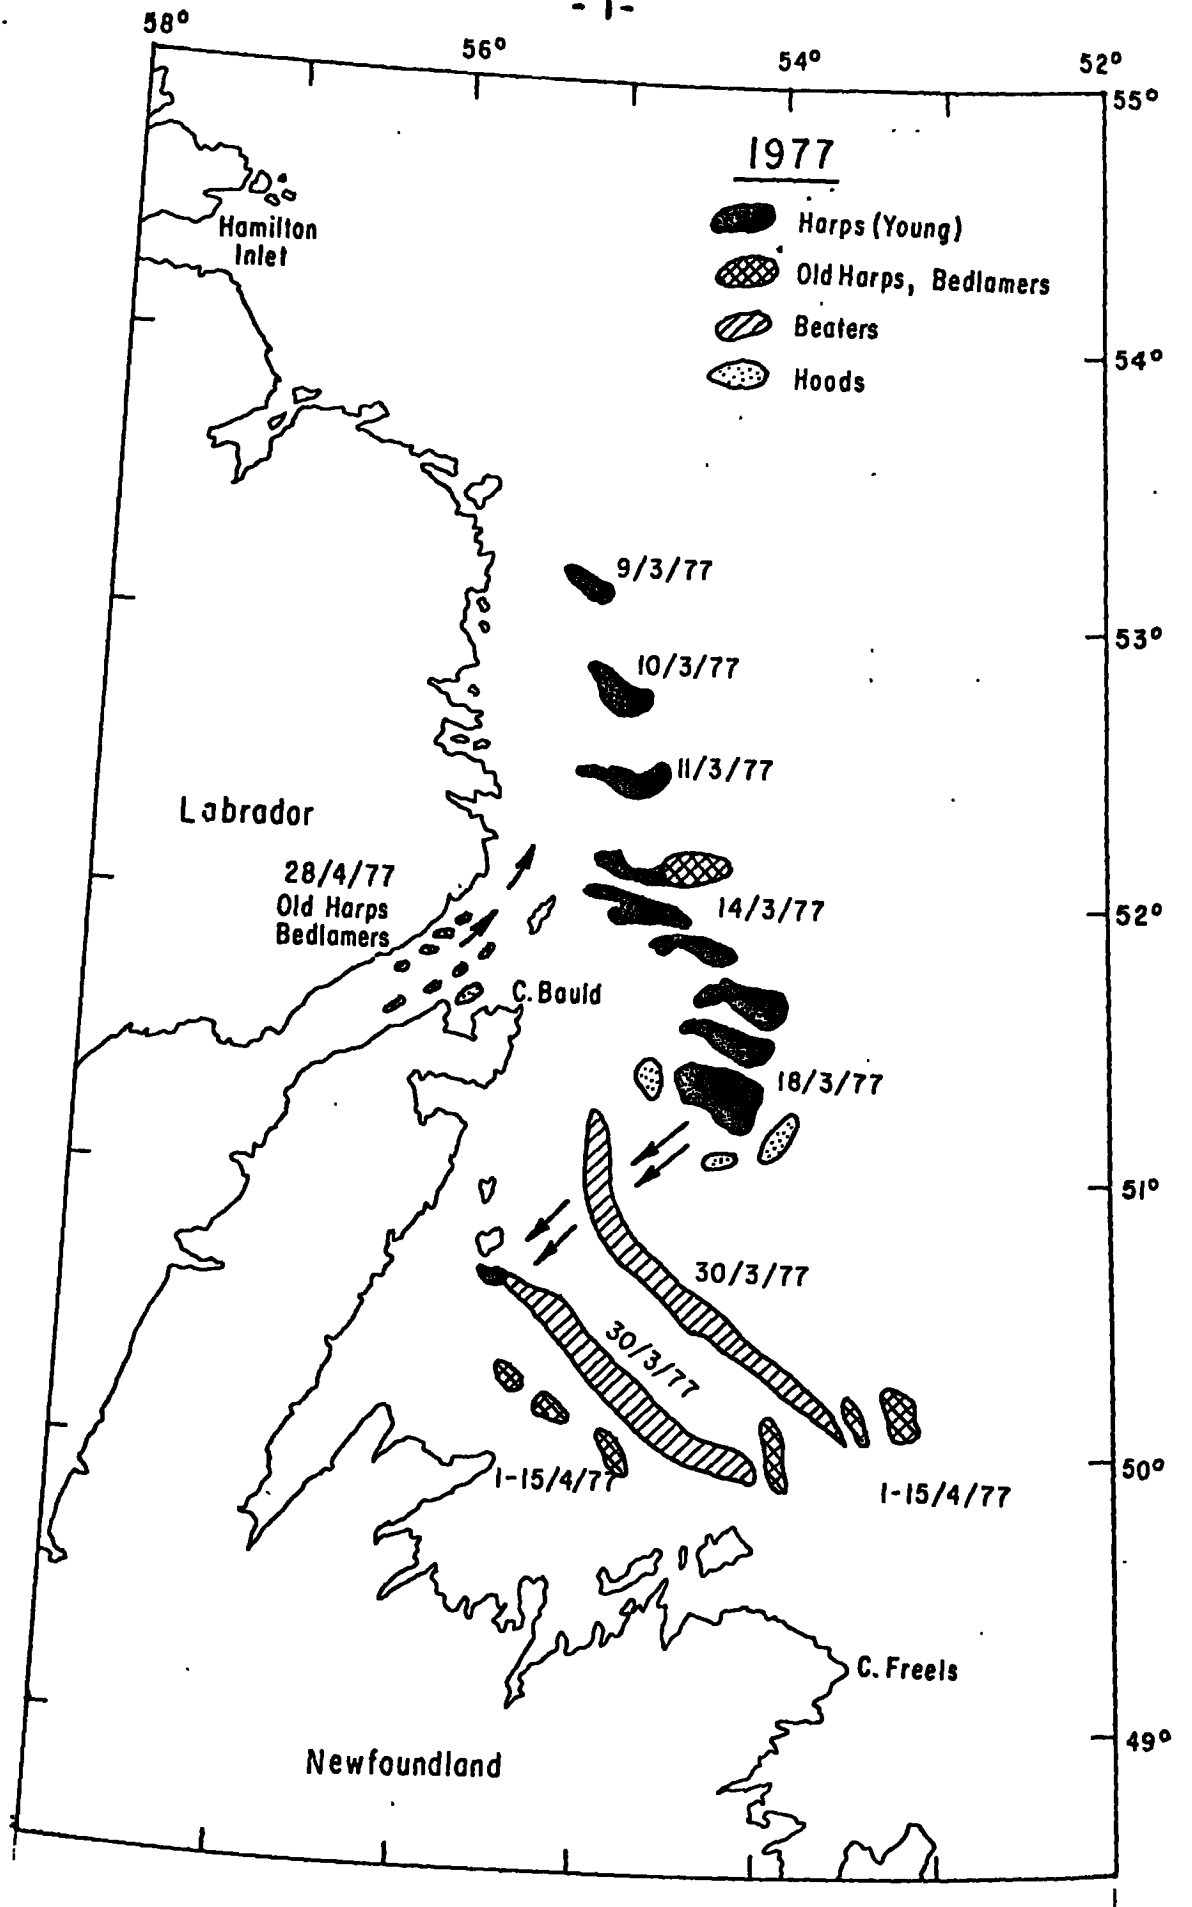 -1-
58°
56°
54°
52°
55°
1977
Harps (Young)
Old Harps, Bedlamers
Beaters
Hoods
Hamilton
Inlet
54°
9/3/77
53°
10/3/77
11/3/77
Labrador
28/4/77
Old Harps
Bedlamers
14/3/77
52°
C. Bauld
18/3/77
51°
30/3/77
30/3/77
1-15/4/77
50°
1-15/4/77
C. Freels
49°
Newfoundland